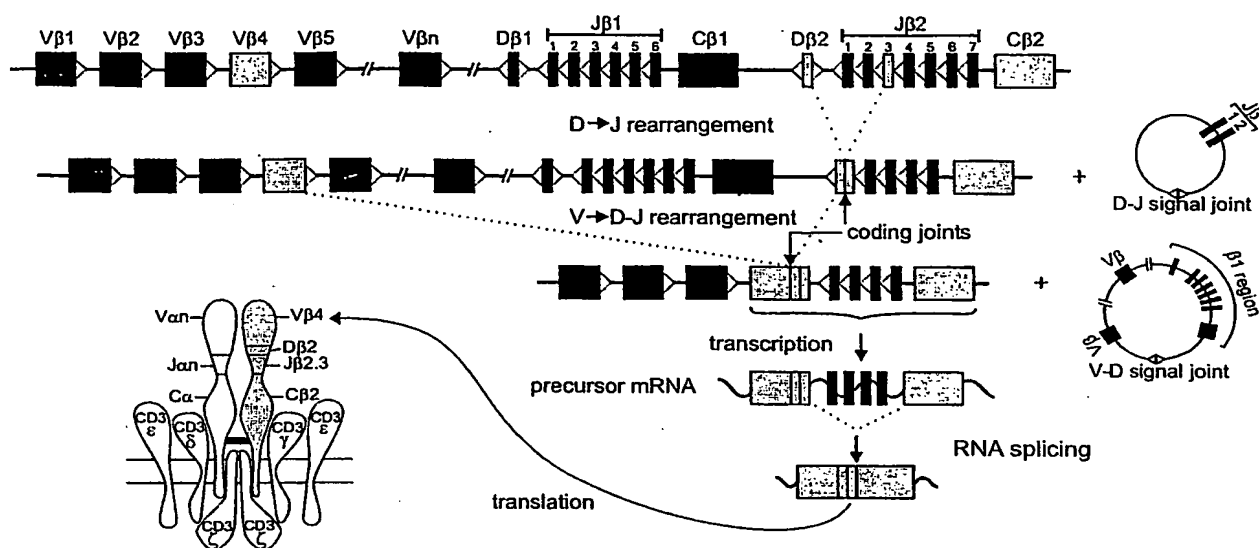 Vβ1 Vβ2 Vβ3 Vβ4 Vβ5 Vβn Dβ1 Jβ1 Cβ1 Dβ2 Jβ2 Cβ2
1 2 3 4 5 6 1 2 3 4 5 6 7
D→J rearrangement
Jβ2
1 2
+
D-J signal joint
V→D-J rearrangement
coding joints
+
Vβ
β1 region
Vβ
V-D signal joint
Vαn Vβ4
Dβ2
Jαn Jβ2.3
Cα Cβ2
transcription
precursor mRNA
CD3 ε CD3 δ CD3 γ CD3 ε
RNA splicing
translation
CD3 ζ CD3 ζ